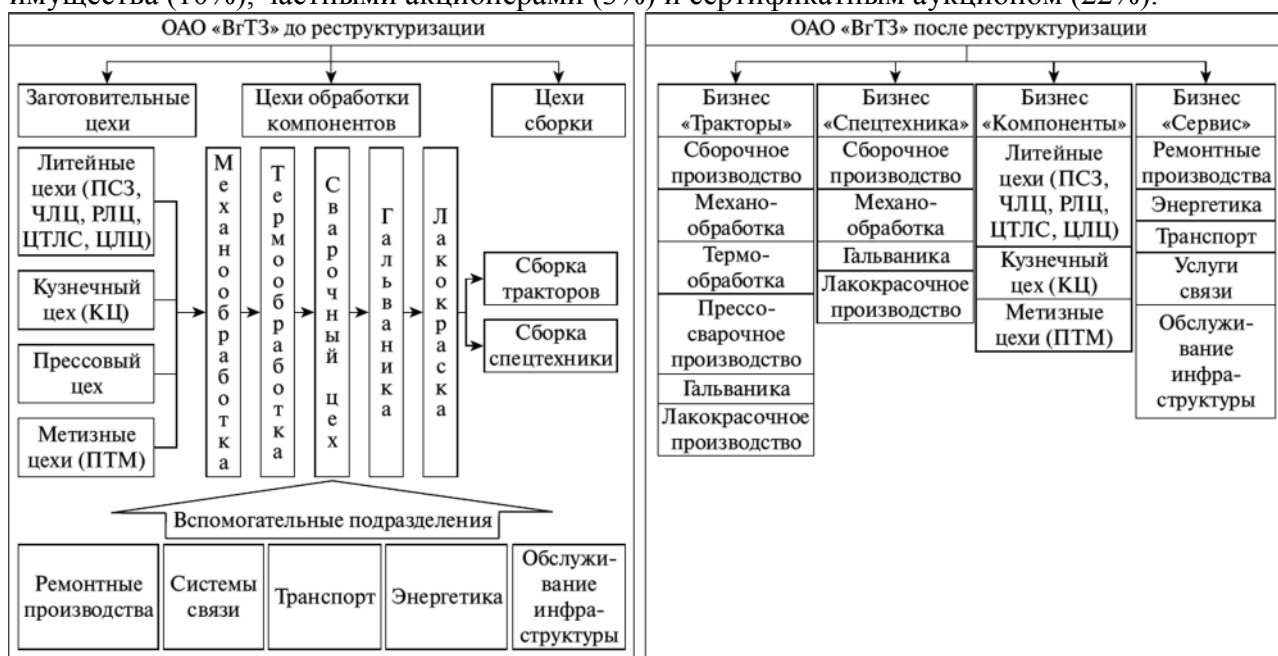 имущества (10%), частными акционерами (3%) и сертификатным аукционом (22%).
ОАО «ВгТЗ» до реструктуризации
Заготовительные
цехи
Цехи обработки
компонентов
Цехи
сборки
Литейные
цехи (ПСЗ,
ЧЛЦ, РЛЦ,
ЦТЛС, ЦЛЦ)
Кузнечный
цех (КЦ)
Прессовый
цех
Метизные
цехи (ПТМ)
Механообработка
Термообработка
Сварочный цех
Гальваника
Лакокраска
Сборка
тракторов
Сборка
спецтехники
Вспомогательные подразделения
Ремонтные
производства
Системы
связи
Транспорт
Энергетика
Обслужи-
вание
инфра-
структуры
ОАО «ВгТЗ» после реструктуризации
Бизнес
«Тракторы»
Сборочное
производство
Механо-
обработка
Термо-
обработка
Прессо-
сварочное
производство
Гальваника
Лакокрасочное
производство
Бизнес
«Спецтехника»
Сборочное
производство
Механо-
обработка
Гальваника
Лакокрасочное
производство
Бизнес
«Компоненты»
Литейные
цехи (ПСЗ,
ЧЛЦ, РЛЦ,
ЦТЛС, ЦЛЦ)
Кузнечный
цех (КЦ)
Метизные
цехи (ПТМ)
Бизнес
«Сервис»
Ремонтные
производства
Энергетика
Транспорт
Услуги
связи
Обслужи-
вание
инфра-
структуры